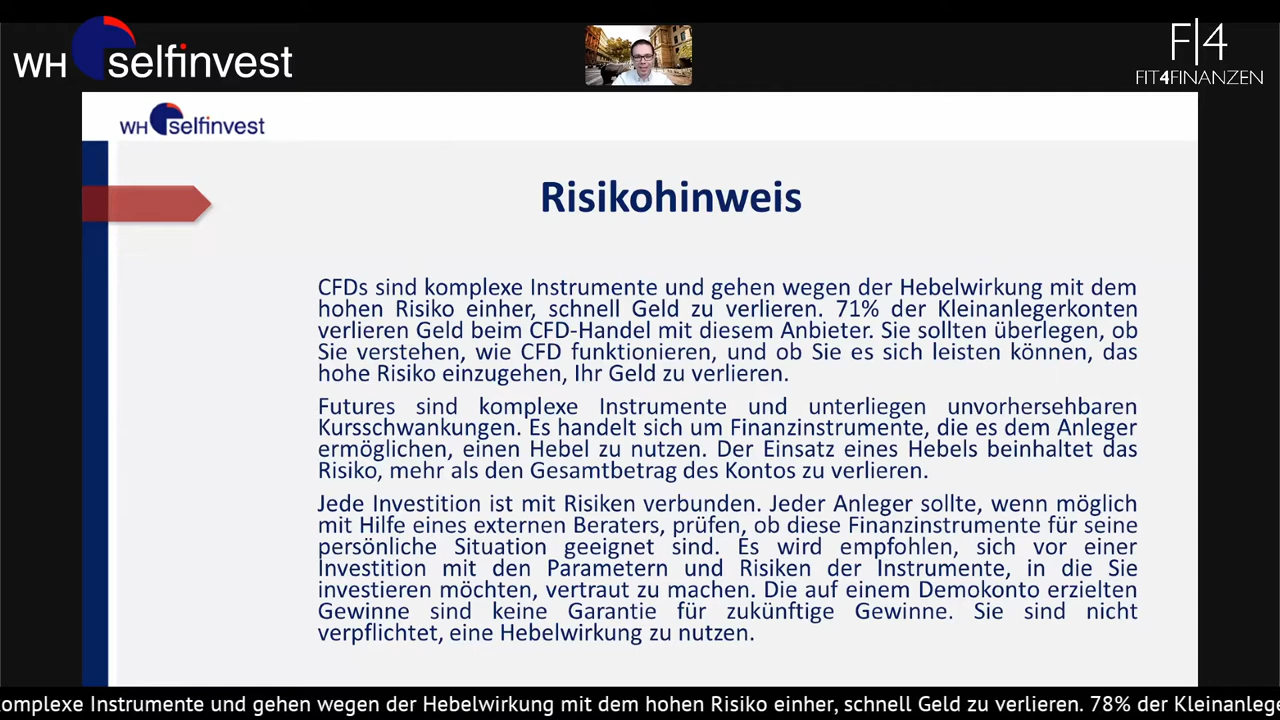 WH selfinvest
F|4
FIT4FINANZEN
WH selfinvest
Risikohinweis
CFDs sind komplexe Instrumente und gehen wegen der Hebelwirkung mit dem
hohen Risiko einher, schnell Geld zu verlieren. 71% der Kleinanlegerkonten
verlieren Geld beim CFD-Handel mit diesem Anbieter. Sie sollten überlegen, ob
Sie verstehen, wie CFD funktionieren, und ob Sie es sich leisten können, das
hohe Risiko einzugehen, Ihr Geld zu verlieren.
Futures sind komplexe Instrumente und unterliegen unvorhersehbaren
Kursschwankungen. Es handelt sich um Finanzinstrumente, die es dem Anleger
ermöglichen, einen Hebel zu nutzen. Der Einsatz eines Hebels beinhaltet das
Risiko, mehr als den Gesamtbetrag des Kontos zu verlieren.
Jede Investition ist mit Risiken verbunden. Jeder Anleger sollte, wenn möglich
mit Hilfe eines externen Beraters, prüfen, ob diese Finanzinstrumente für seine
persönliche Situation geeignet sind. Es wird empfohlen, sich vor einer
Investition mit den Parametern und Risiken der Instrumente, in die Sie
investieren möchten, vertraut zu machen. Die auf einem Demokonto erzielten
Gewinne sind keine Garantie für zukünftige Gewinne. Sie sind nicht
verpflichtet, eine Hebelwirkung zu nutzen.
omplexe Instrumente und gehen wegen der Hebelwirkung mit dem hohen Risiko einher, schnell Geld zu verlieren. 78% der Kleinanlege